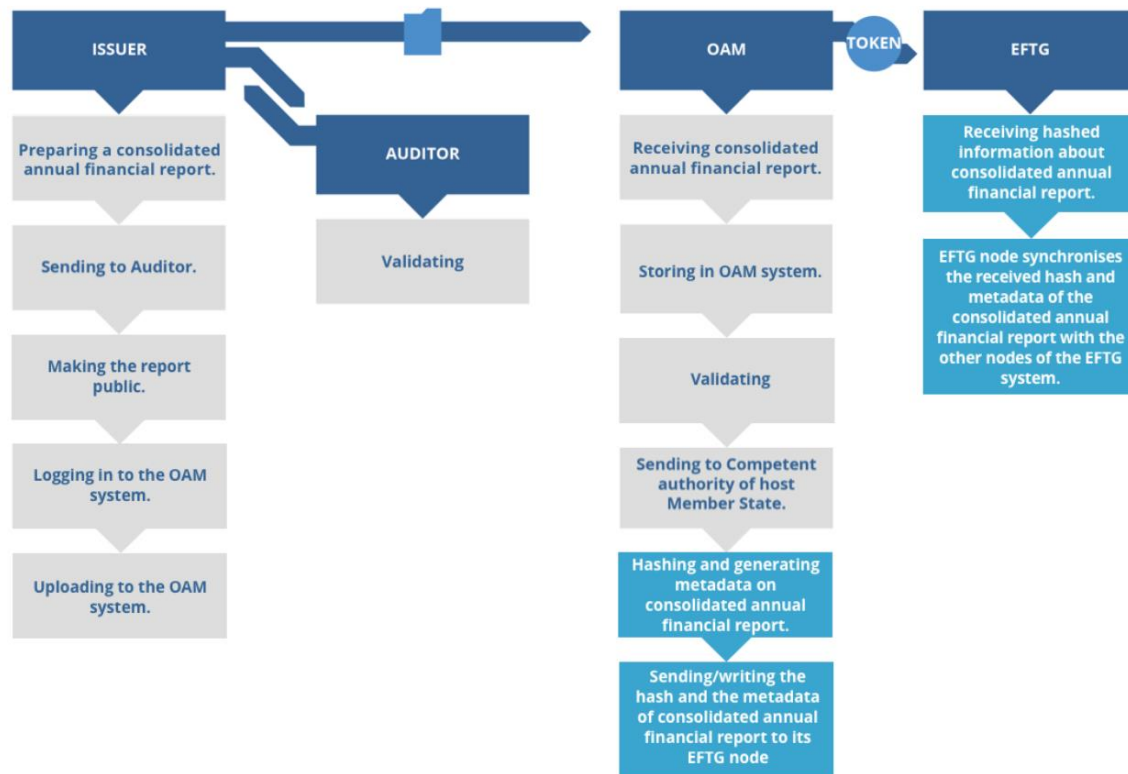 ISSUER
Preparing a consolidated
annual financial report.
Sending to Auditor.
Making the report
public.
Logging in to the OAM
system.
Uploading to the OAM
system.
AUDITOR
Validating
OAM
Receiving consolidated
annual financial report.
Storing in OAM system.
Validating
Sending to Competent
authority of host
Member State.
Hashing and generating
metadata on
consolidated annual
financial report.
Sending/writing the
hash and the metadata
of consolidated annual
financial report to its
EFTG node
TOKEN
EFTG
Receiving hashed
information about
consolidated annual
financial report.
EFTG node synchronises
the received hash and
metadata of the
consolidated annual
financial report with the
other nodes of the EFTG
system.